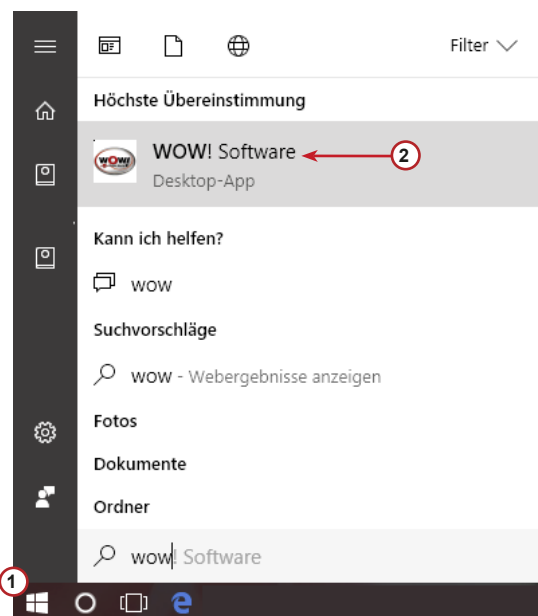 Filter
Höchste Übereinstimmung
WOW! WOW! Software
2
Desktop-App
Kann ich helfen?
wow
Suchvorschläge
wow - Webergebnisse anzeigen
Fotos
Dokumente
Ordner
wow! Software
1